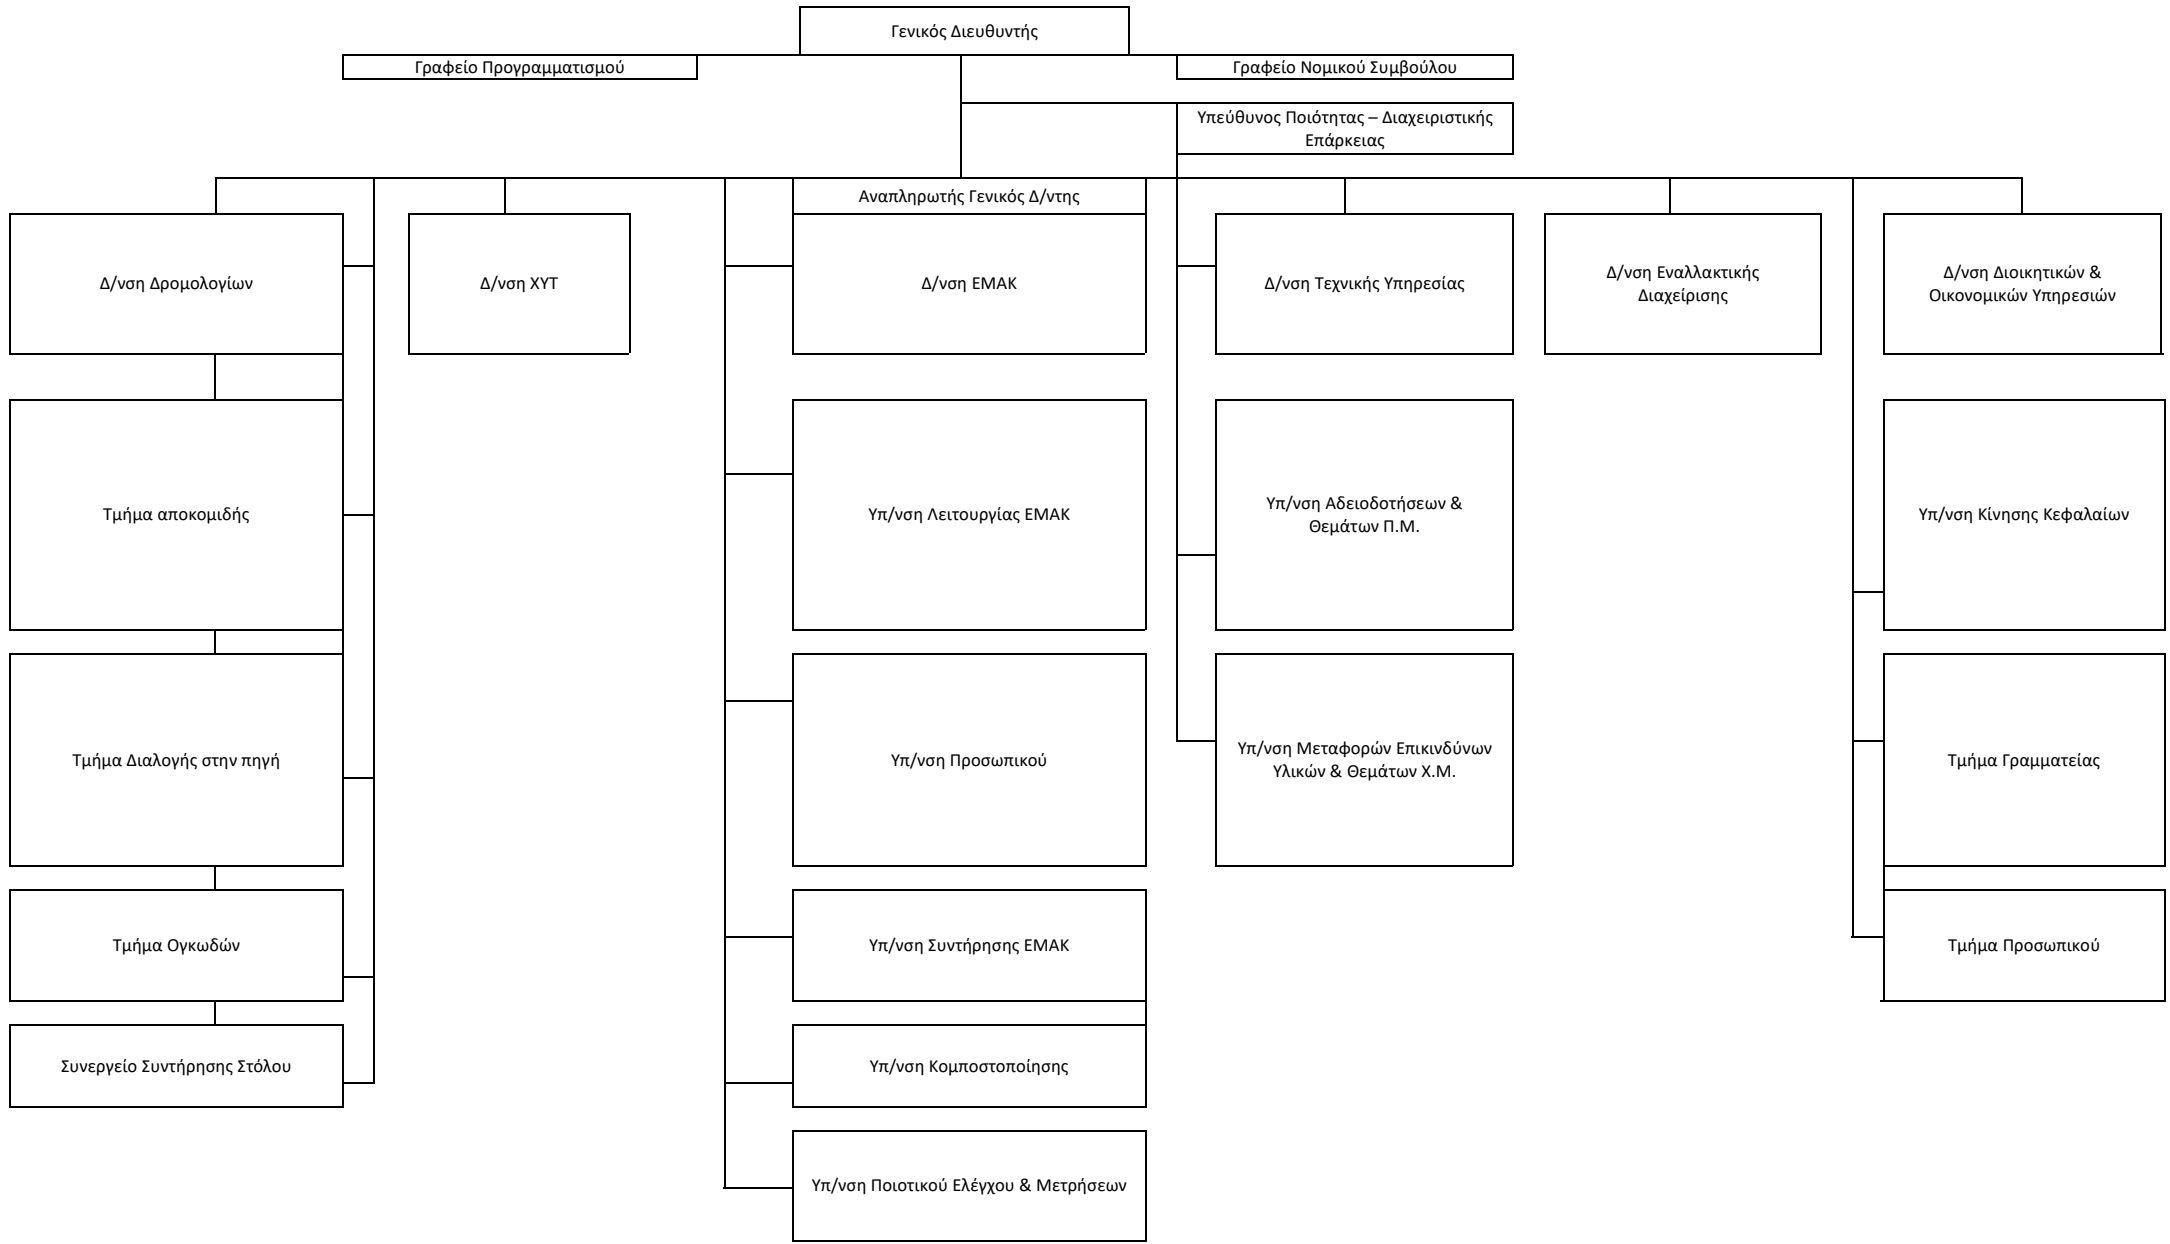 Γενικός Διευθυντής
Γραφείο Προγραμματισμού
Γραφείο Νομικού Συμβούλου
Υπεύθυνος Ποιότητας – Διαχειριστικής
Επάρκειας
Αναπληρωτής Γενικός Δ/ντης
Δ/νση Δρομολογίων
Δ/νση ΧΥΤ
Δ/νση ΕΜΑΚ
Δ/νση Τεχνικής Υπηρεσίας
Δ/νση Εναλλακτικής
Διαχείρισης
Δ/νση Διοικητικών &
Οικονομικών Υπηρεσιών
Τμήμα αποκομιδής
Υπ/νση Λειτουργίας ΕΜΑΚ
Υπ/νση Αδειοδοτήσεων &
Θεμάτων Π.Μ.
Υπ/νση Κίνησης Κεφαλαίων
Τμήμα Διαλογής στην πηγή
Υπ/νση Προσωπικού
Υπ/νση Μεταφορών Επικινδύνων
Υλικών & Θεμάτων Χ.Μ.
Τμήμα Γραμματείας
Τμήμα Ογκωδών
Υπ/νση Συντήρησης ΕΜΑΚ
Τμήμα Προσωπικού
Συνεργείο Συντήρησης Στόλου
Υπ/νση Κομποστοποίησης
Υπ/νση Ποιοτικού Ελέγχου & Μετρήσεων